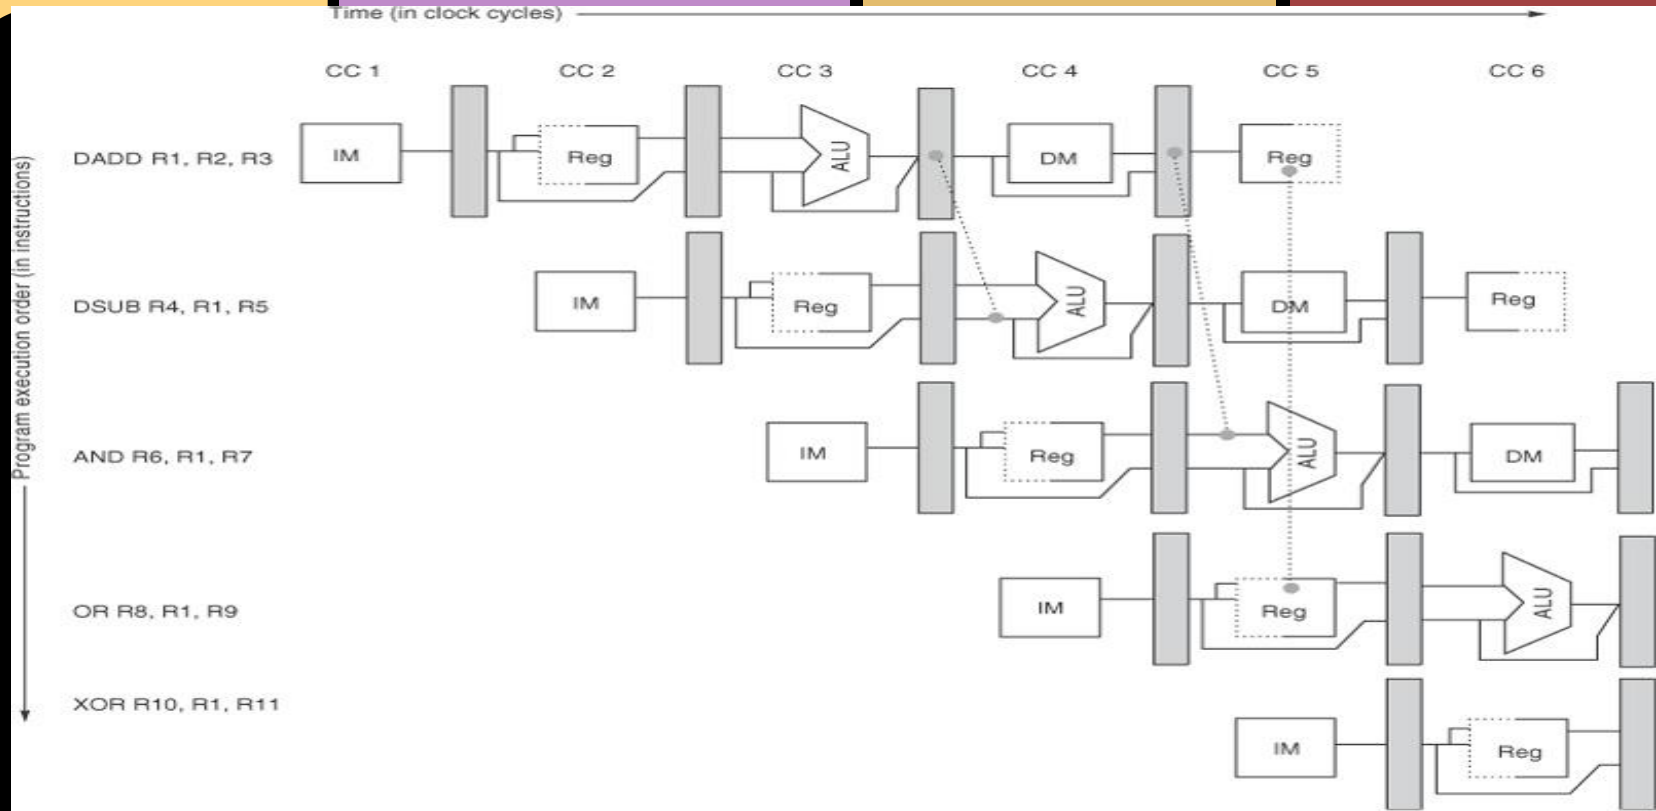 Time (in clock cycles)
CC 1 CC 2 CC 3 CC 4 CC 5 CC 6
Program execution order (in instructions)
DADD R1, R2, R3 IM Reg ALU DM Reg
DSUB R4, R1, R5 IM Reg ALU DM Reg
AND R6, R1, R7 IM Reg ALU DM
OR R8, R1, R9 IM Reg ALU
XOR R10, R1, R11 IM Reg